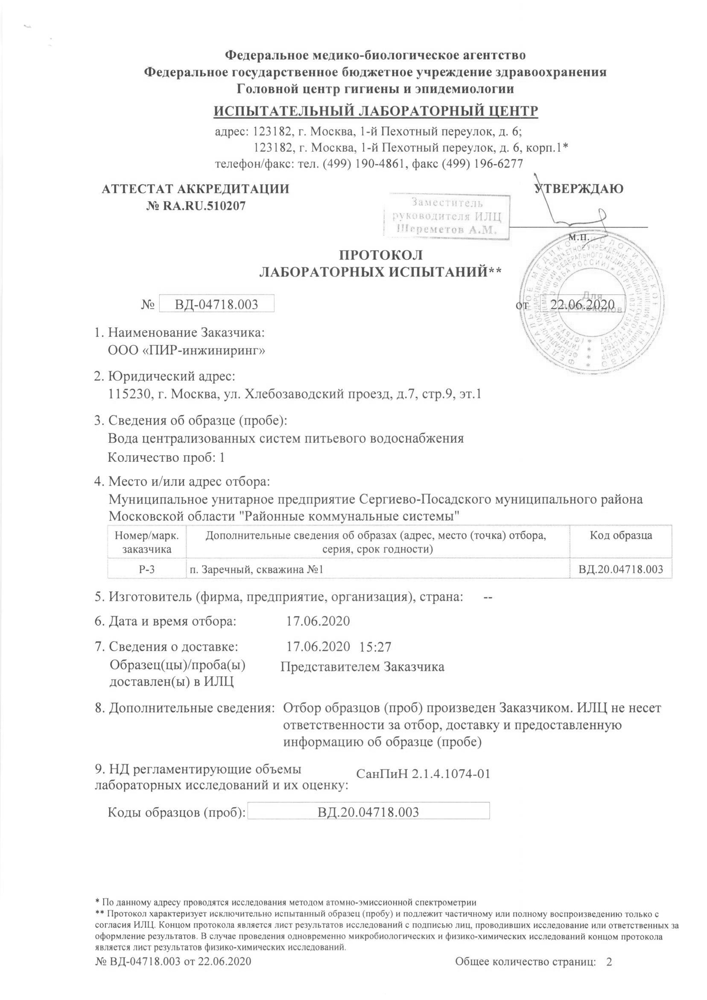 Федеральное медико-биологическое агентство
Федеральное государственное бюджетное учреждение здравоохранения
Головной центр гигиены и эпидемиологии
ИСПЫТАТЕЛЬНЫЙ ЛАБОРАТОРНЫЙ ЦЕНТР
адрес: 123182, г. Москва, 1-й Пехотный переулок, д. 6;
123182, г. Москва, 1-й Пехотный переулок, д. 6, корп.1*
телефон/факс: тел. (499) 190-4861, факс (499) 196-6277
АТТЕСТАТ АККРЕДИТАЦИИ
№ RA.RU.510207
УТВЕРЖДАЮ
Заместитель
руководителя ИЛЦ
Шереметов А.М.
М.П.
ПРОТОКОЛ
ЛАБОРАТОРНЫХ ИСПЫТАНИЙ**
№ ВД-04718.003
от 22.06.2020
Для
протоколов
ФЕДЕРАЛЬНОЕ МЕДИКО-БИОЛОГИЧЕСКОЕ АГЕНТСТВО
1. Наименование Заказчика:
ООО «ПИР-инжиниринг»
2. Юридический адрес:
115230, г. Москва, ул. Хлебозаводский проезд, д.7, стр.9, эт.1
3. Сведения об образце (пробе):
Вода централизованных систем питьевого водоснабжения
Количество проб: 1
4. Место и/или адрес отбора:
Муниципальное унитарное предприятие Сергиево-Посадского муниципального района
Московской области "Районные коммунальные системы"
Номер/марк. заказчика Дополнительные сведения об образах (адрес, место (точка) отбора, серия, срок годности) Код образца
Р-3 п. Заречный, скважина №1 ВД.20.04718.003
5. Изготовитель (фирма, предприятие, организация), страна: --
6. Дата и время отбора: 17.06.2020
7. Сведения о доставке: 17.06.2020 15:27
Образец(цы)/проба(ы) доставлен(ы) в ИЛЦ Представителем Заказчика
8. Дополнительные сведения: Отбор образцов (проб) произведен Заказчиком. ИЛЦ не несет
ответственности за отбор, доставку и предоставленную
информацию об образце (пробе)
9. НД регламентирующие объемы
лабораторных исследований и их оценку: СанПиН 2.1.4.1074-01
Коды образцов (проб): ВД.20.04718.003
* По данному адресу проводятся исследования методом атомно-эмиссионной спектрометрии
** Протокол характеризует исключительно испытанный образец (пробу) и подлежит частичному или полному воспроизведению только с
согласия ИЛЦ. Концом протокола является лист результатов исследований с подписью лиц, проводивших исследование или ответственных за
оформление результатов. В случае проведения одновременно микробиологических и физико-химических исследований концом протокола
является лист результатов физико-химических исследований.
№ ВД-04718.003 от 22.06.2020
Общее количество страниц: 2